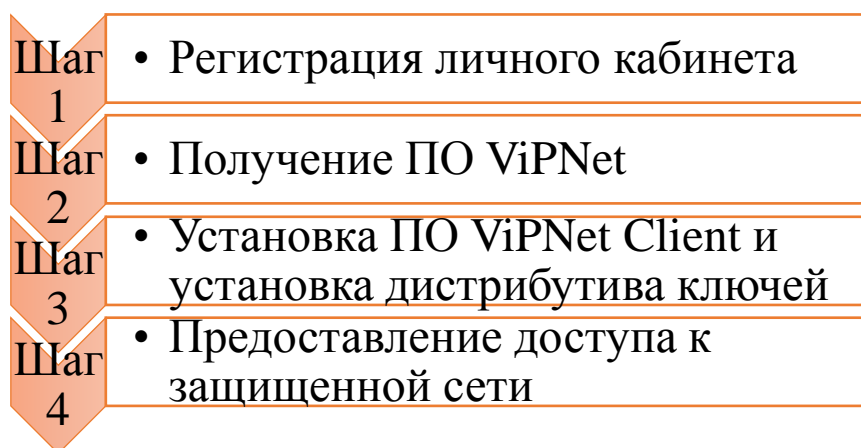 Шаг 1
• Регистрация личного кабинета
Шаг 2
• Получение ПО ViPNet
Шаг 3
• Установка ПО ViPNet Client и
установка дистрибутива ключей
Шаг 4
• Предоставление доступа к
защищенной сети